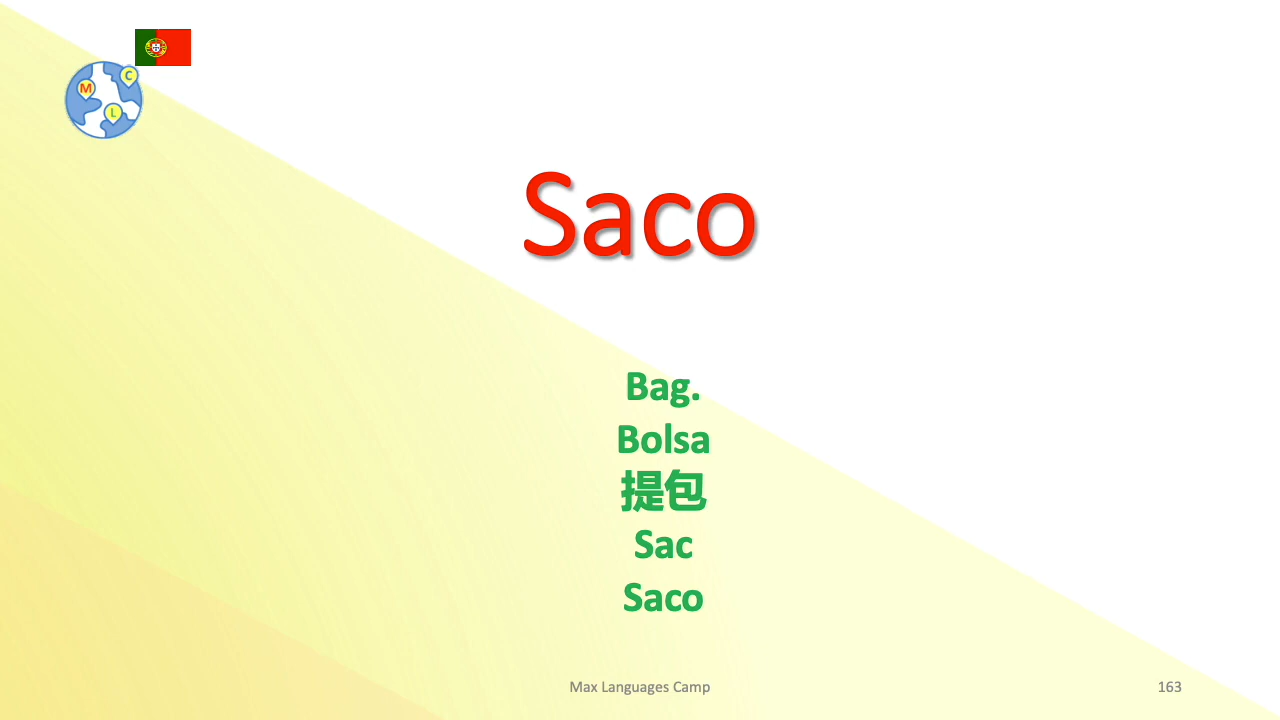 C
M
L
Saco
Bag.
Bolsa
提包
Sac
Saco
Max Languages Camp
163